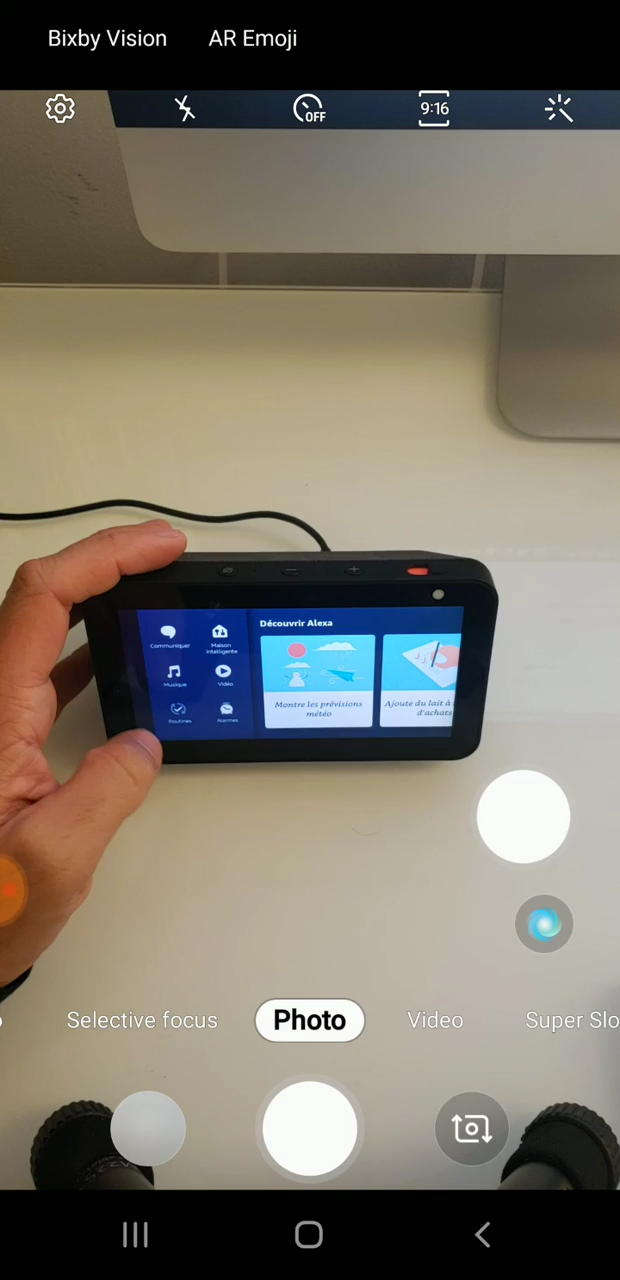 Bixby Vision AR Emoji
OFF
9:16
Découvrir Alexa
Communiquer
Maison
intelligente
Musique
Vidéo
Routines
Alarmes
Montre les prévisions
météo
Ajoute du lait à
d'achats
Selective focus Photo Video Super Slo